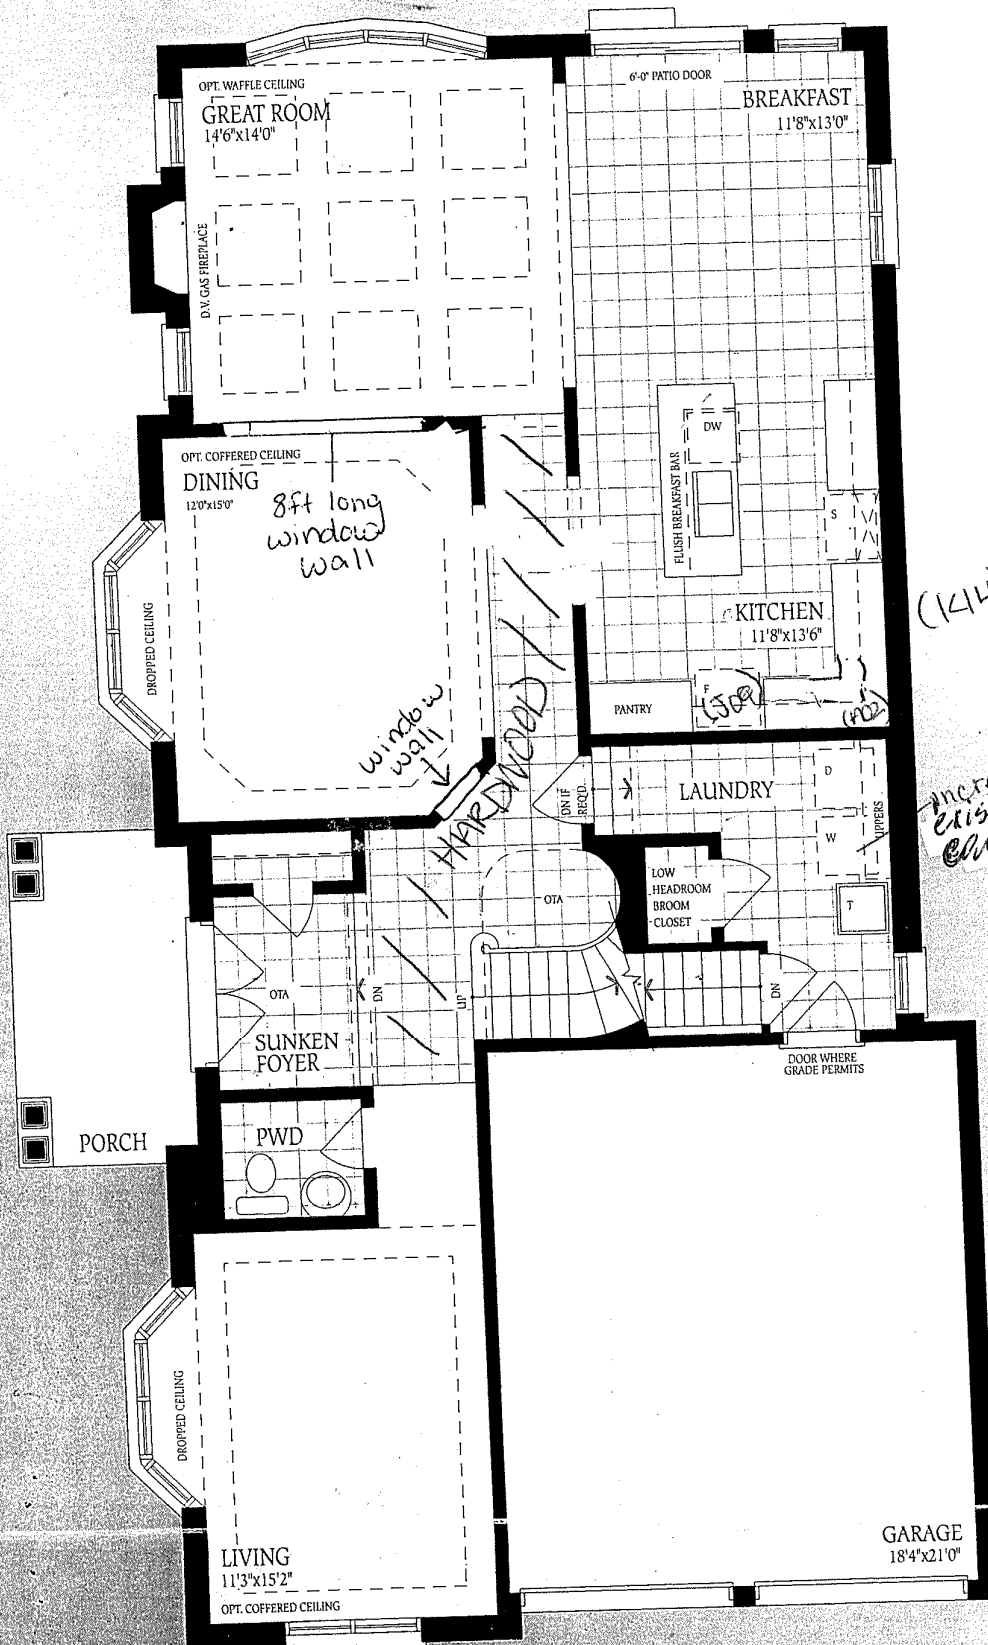 6'-0" PATIO DOOR
OPT. WAFFLE CEILING
GREAT ROOM
14'6"x14'0"
BREAKFAST
11'8"x13'0"
D.V. GAS FIREPLACE
DW
FLUSH BREAKFAST BAR
S
OPT. COFFERED CEILING
DINING
12'0"x15'0"
8ft long
window
wall
DROPPED CEILING
KITCHEN
11'8"x13'6"
PANTRY
F
(J09)
window
wall
HARDWOOD
DN IF
REQ'D.
LAUNDRY
D
W
UPPERS
T
LOW
HEADROOM
BROOM
CLOSET
OTA
OTA
DN
UP
DN
SUNKEN
FOYER
DOOR WHERE
GRADE PERMITS
PORCH
PWD
DROPPED CEILING
LIVING
11'3"x15'2"
OPT. COFFERED CEILING
GARAGE
18'4"x21'0"